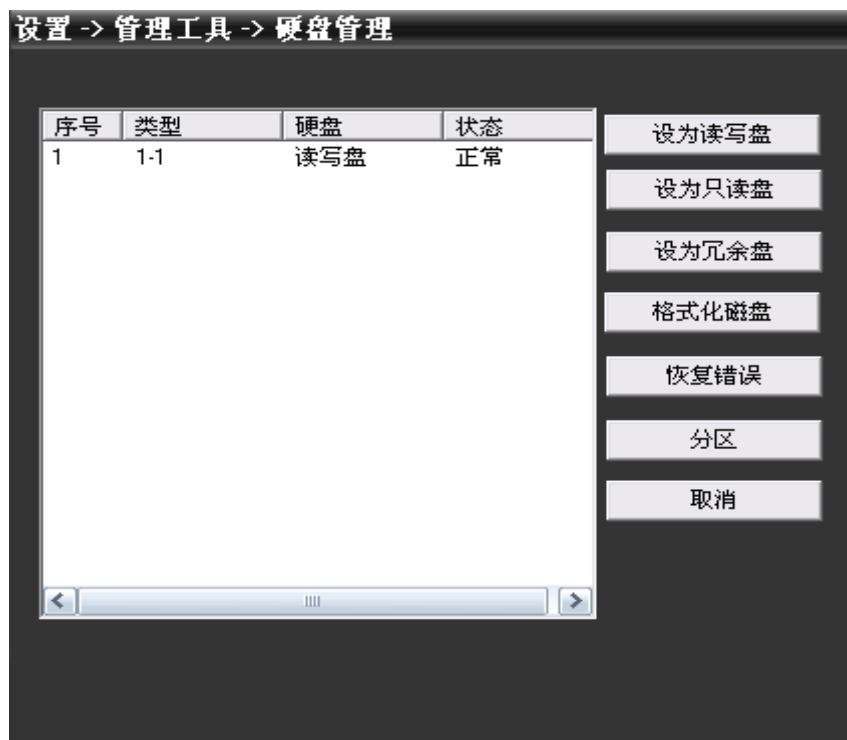 设置 -> 管理工具 -> 硬盘管理
序号 类型 硬盘 状态
1 1-1 读写盘 正常
设为读写盘
设为只读盘
设为冗余盘
格式化磁盘
恢复错误
分区
取消